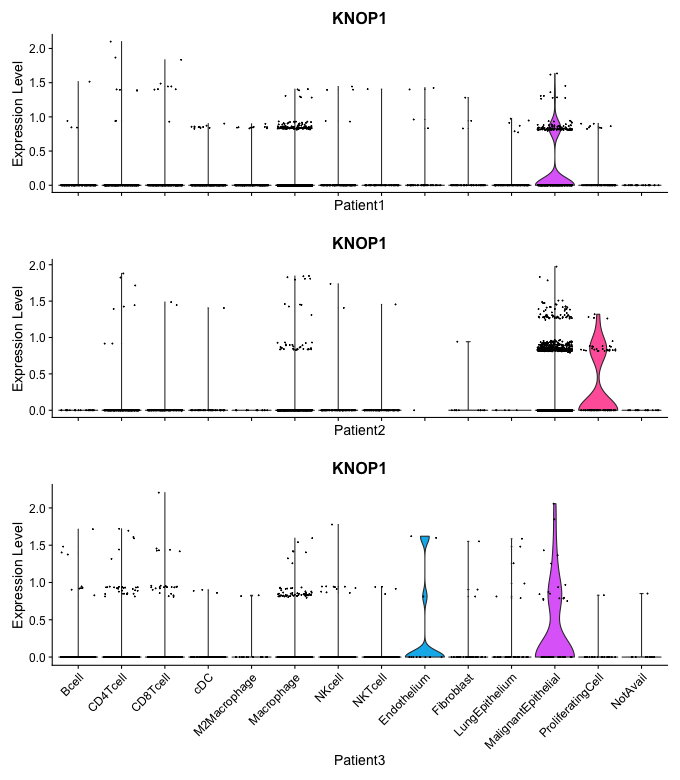 KNOP1
Expression Level
2.0
1.5
1.0
0.5
0.0
Patient1
KNOP1
Expression Level
2.0
1.5
1.0
0.5
0.0
Patient2
KNOP1
Expression Level
2.0
1.5
1.0
0.5
0.0
Bcell
CD4Tcell
CD8Tcell
cDC
M2Macrophage
Macrophage
NKcell
NKTcell
Endothelium
Fibroblast
LungEpithelium
MalignantEpithelial
ProliferatingCell
NotAvail
Patient3